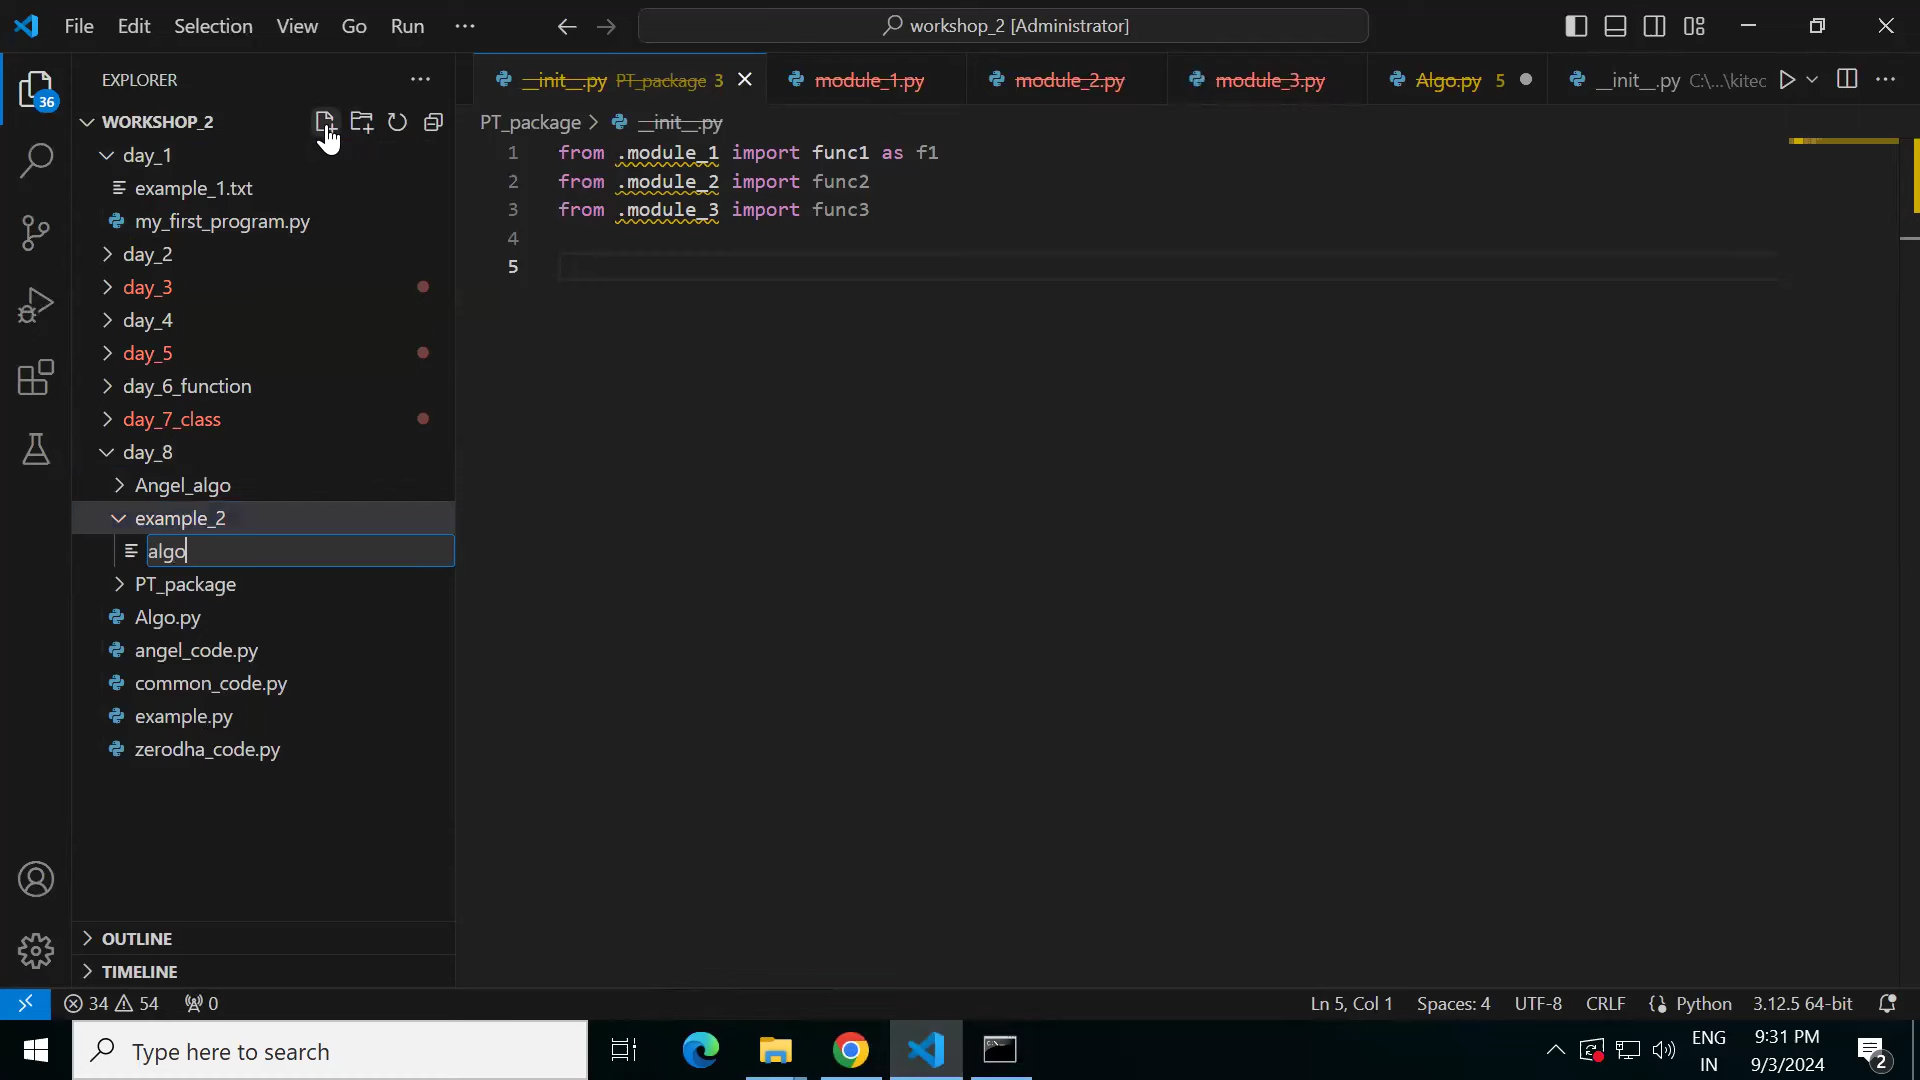 File Edit Selection View Go Run ··· workshop_2 [Administrator]
EXPLORER ···
__init__.py PT_package 3 module_1.py module_2.py module_3.py Algo.py 5 __init__.py C:\...\kitec
WORKSHOP_2
PT_package > __init__.py
day_1
example_1.txt
my_first_program.py
day_2
day_3
day_4
day_5
day_6_function
day_7_class
day_8
Angel_algo
example_2
algo
PT_package
Algo.py
angel_code.py
common_code.py
example.py
zerodha_code.py
OUTLINE
TIMELINE
36
1 from .module_1 import func1 as f1
2 from .module_2 import func2
3 from .module_3 import func3
4
5
34 54 0 Ln 5, Col 1 Spaces: 4 UTF-8 CRLF Python 3.12.5 64-bit
Type here to search
ENG
IN
9:31 PM
9/3/2024
2